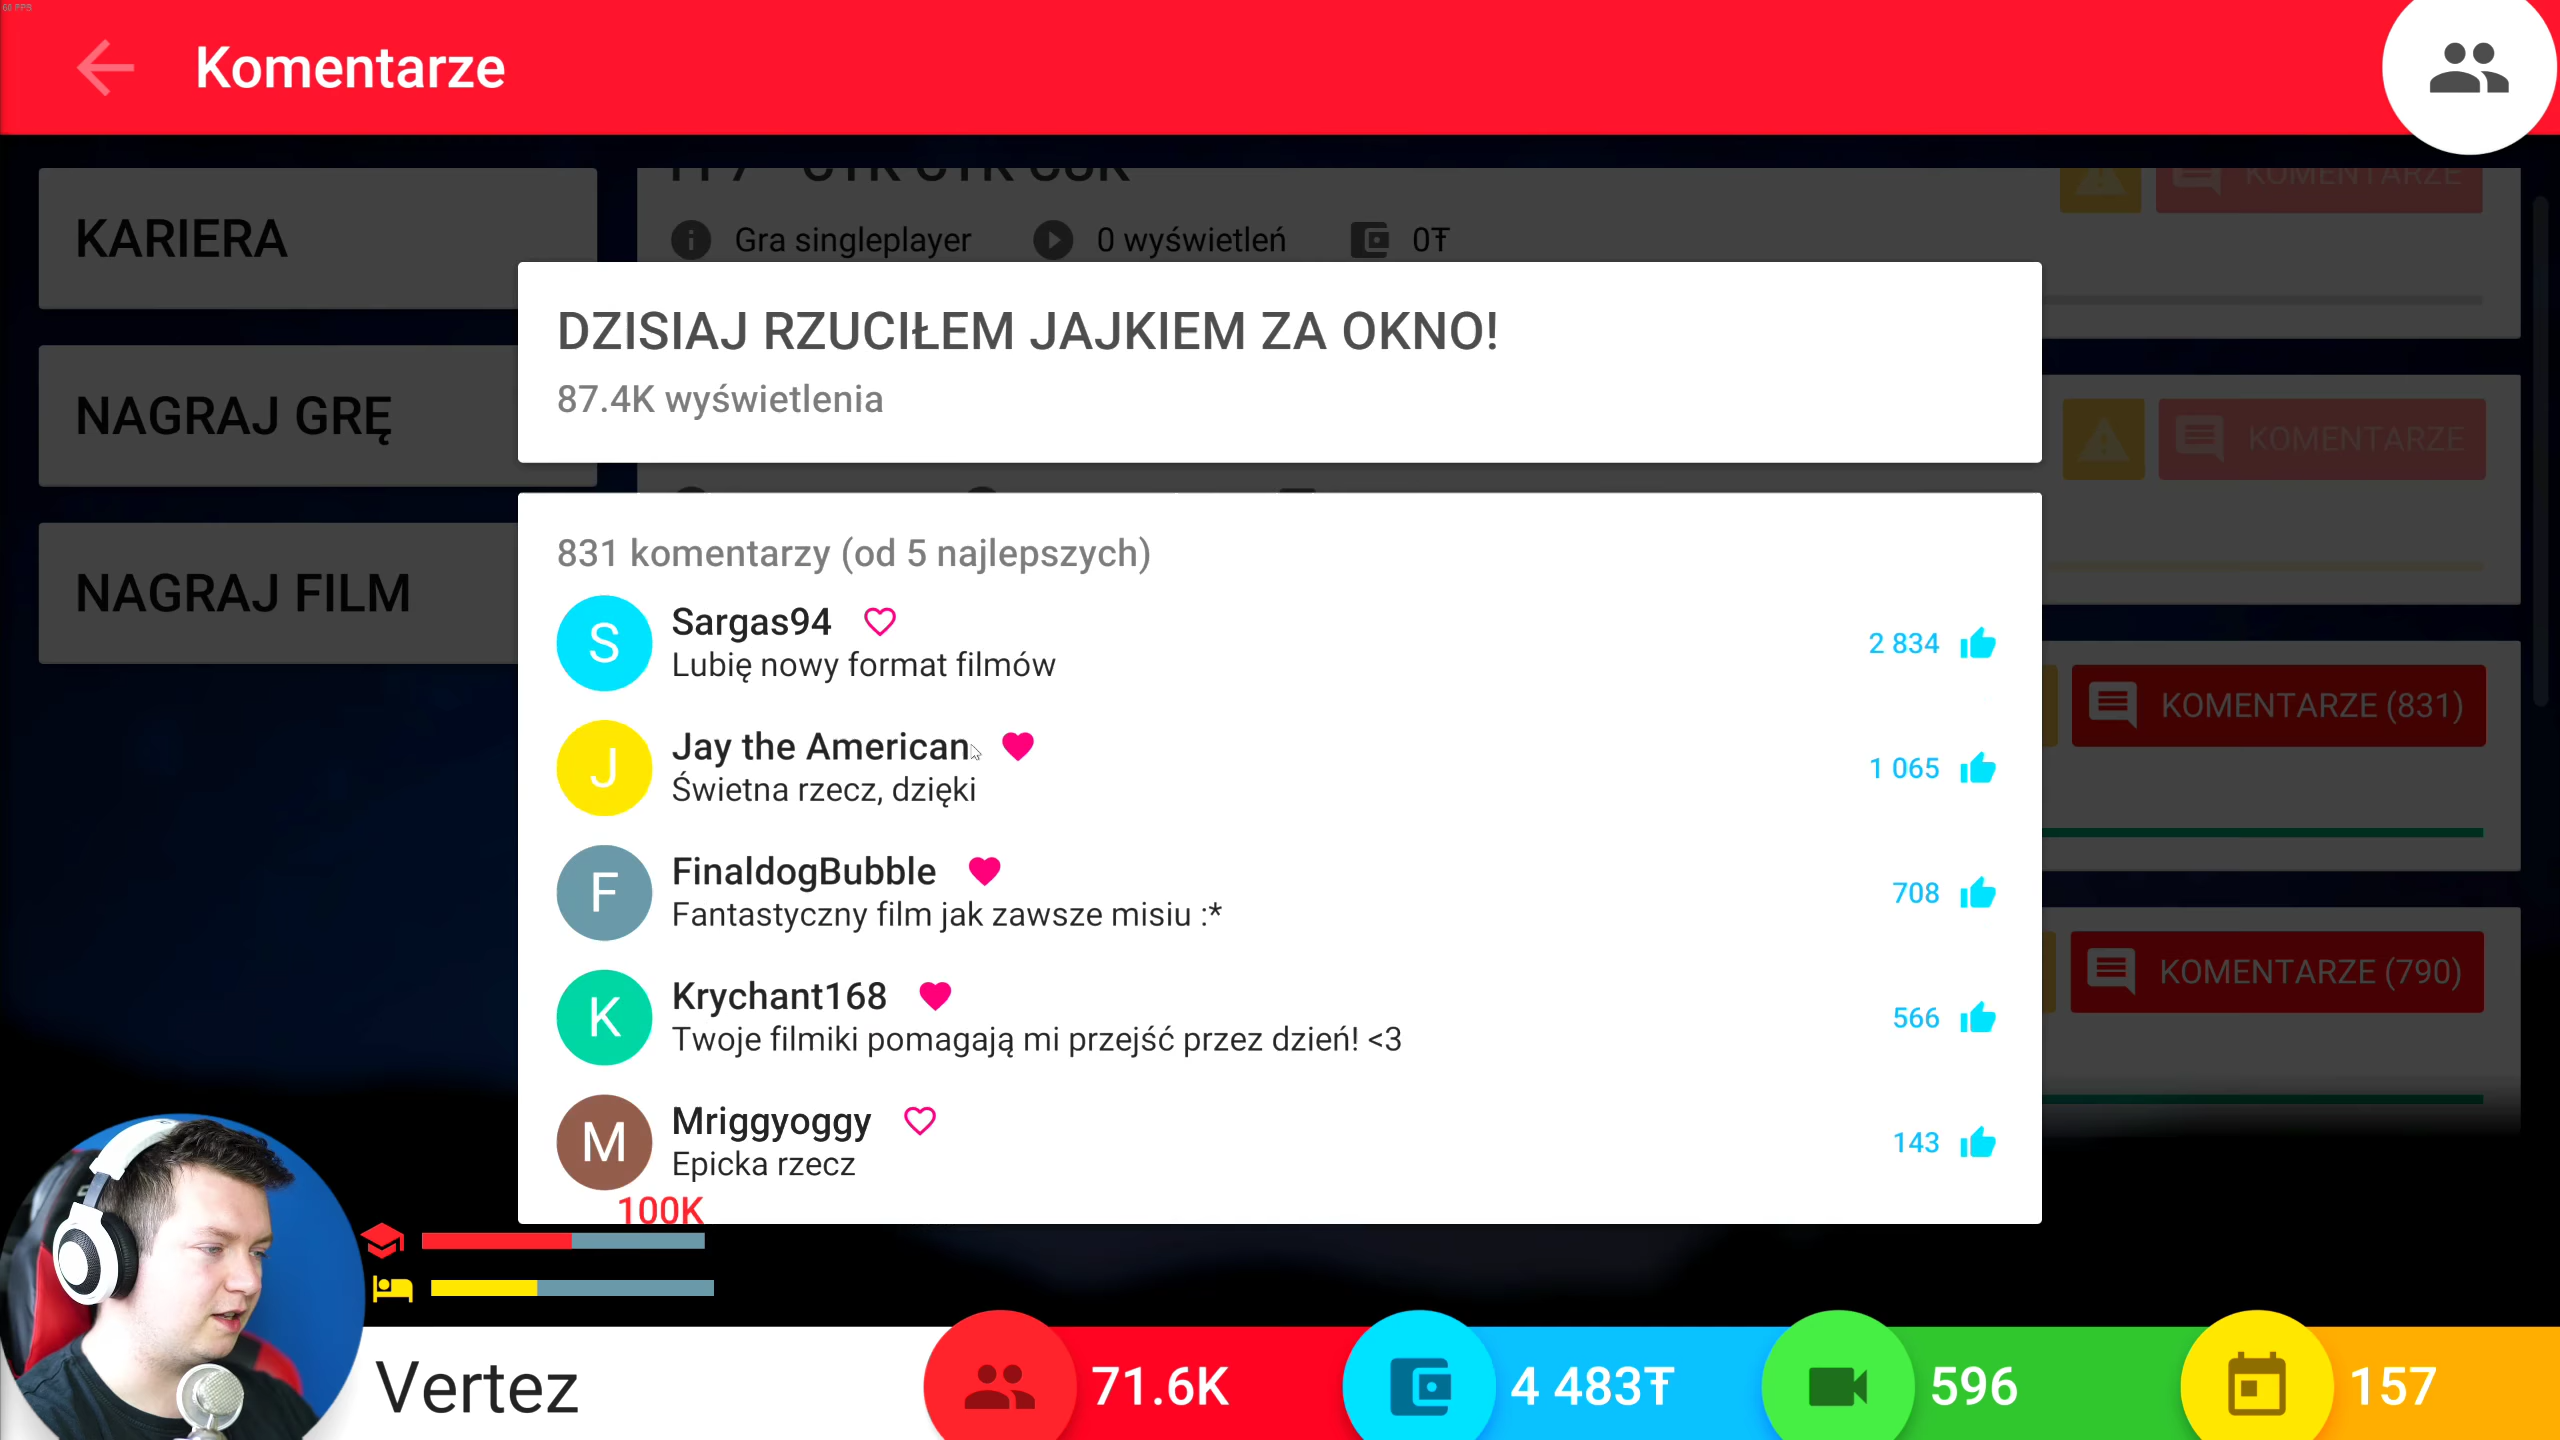 60 FPS
Komentarze
KARIERA
NAGRAJ GRĘ
NAGRAJ FILM
KOMENTARZE
Gra singleplayer
0 wyświetleń
0Ŧ
DZISIAJ RZUCIŁEM JAJKIEM ZA OKNO!
87.4K wyświetlenia
KOMENTARZE
831 komentarzy (od 5 najlepszych)
S
Sargas94
Lubię nowy format filmów
2 834
KOMENTARZE (831)
J
Jay the American
Świetna rzecz, dzięki
1 065
F
FinaldogBubble
Fantastyczny film jak zawsze misiu :*
708
KOMENTARZE (790)
K
Krychant168
Twoje filmiki pomagają mi przejść przez dzień! <3
566
M
Mriggyoggy
Epicka rzecz
143
100K
Vertez
71.6K
4 483Ŧ
596
157